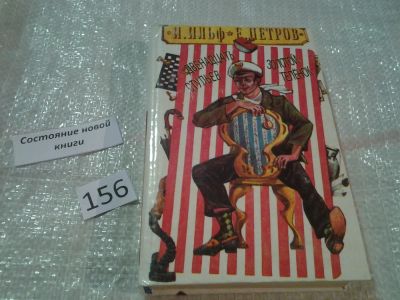 И. ИЛЬФ Е. ПЕТРОВ
ДВЕНАДЦАТЬ
СТУЛЬЕВ
ЗОЛОТОЙ
ТЕЛЕНОК
Состояние новой
книги
156